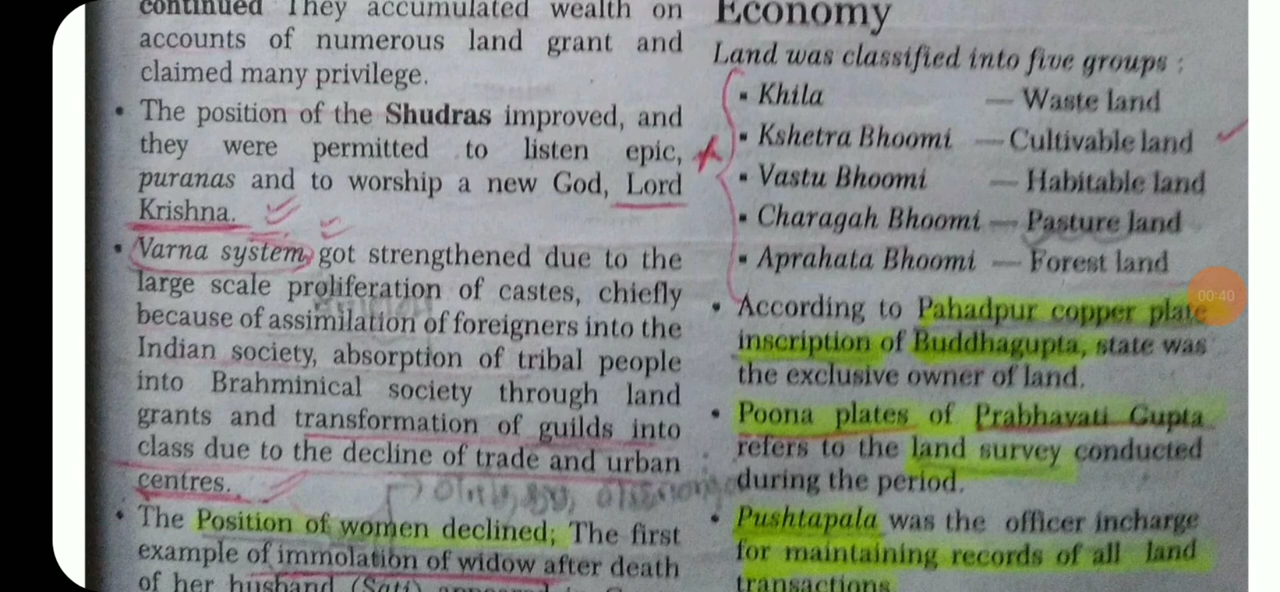 continued They accumulated wealth on
accounts of numerous land grant and
claimed many privilege.
• The position of the Shudras improved, and
they were permitted to listen epic,
puranas and to worship a new God, Lord
Krishna.
• Varna system, got strengthened due to the
large scale proliferation of castes, chiefly
because of assimilation of foreigners into the
Indian society, absorption of tribal people
into Brahminical society through land
grants and transformation of guilds into
class due to the decline of trade and urban
centres.
• The Position of women declined; The first
example of immolation of widow after death
of her husband (Sati) appeared in
Economy
Land was classified into five groups :
▪ Khila — Waste land
▪ Kshetra Bhoomi — Cultivable land
▪ Vastu Bhoomi — Habitable land
▪ Charagah Bhoomi — Pasture land
▪ Aprahata Bhoomi — Forest land
• According to Pahadpur copper plate
inscription of Buddhagupta, state was
the exclusive owner of land.
• Poona plates of Prabhavati Gupta
refers to the land survey conducted
during the period.
• Pushtapala was the officer incharge
for maintaining records of all land
transactions
00:40